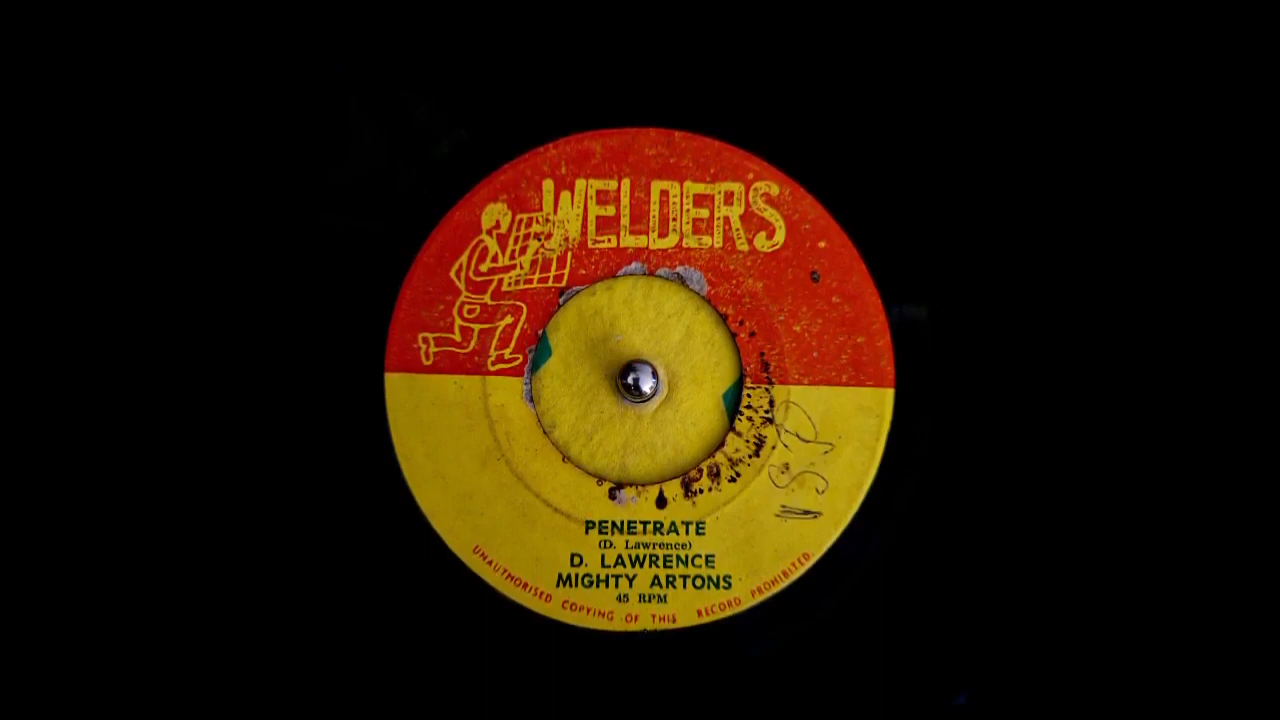 WELDERS
PENETRATE
(D. Lawrence)
D. LAWRENCE
MIGHTY ARTONS
45 RPM
UNAUTHORISED COPYING OF THIS RECORD PROHIBITED.